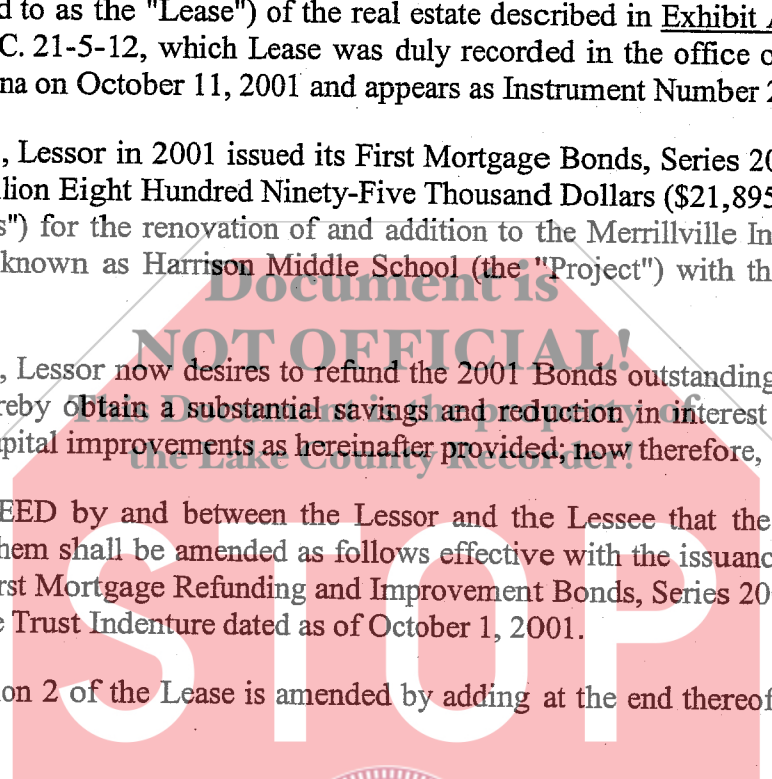 d to as the "Lease") of the real estate described in Exhibit A
C. 21-5-12, which Lease was duly recorded in the office o
na on October 11, 2001 and appears as Instrument Number 2
, Lessor in 2001 issued its First Mortgage Bonds, Series 20
lion Eight Hundred Ninety-Five Thousand Dollars ($21,895
s") for the renovation of and addition to the Merrillville In
known as Harrison Middle School (the "Project") with th
Document is
NOT OFFICIAL!
, Lessor now desires to refund the 2001 Bonds outstanding
This Document is the property of
reby obtain a substantial savings and reduction in interest
pital improvements as hereinafter provided; now therefore,
the Lake County Recorder!
EED by and between the Lessor and the Lessee that the
hem shall be amended as follows effective with the issuanc
rst Mortgage Refunding and Improvement Bonds, Series 20
e Trust Indenture dated as of October 1, 2001.
STOP
on 2 of the Lease is amended by adding at the end thereof